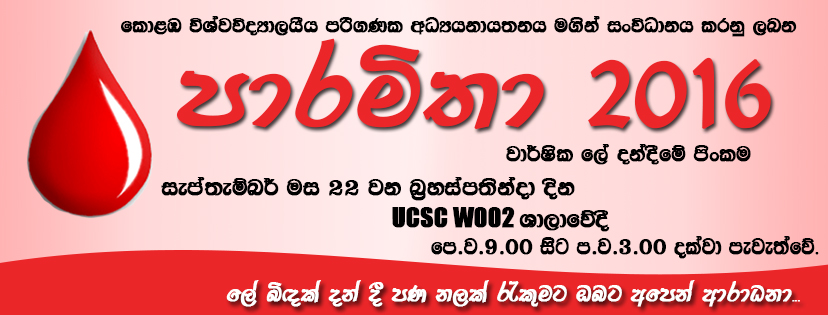 කොළඹ විශ්වවිද්‍යාලයීය පරිගණක අධ්‍යයනායතනය මගින් සංවිධානය කරනු ලබන
පාරමිතා 2016
වාර්ෂික ලේ දන්දීමේ පින්කම
සැප්තැම්බර් මස 22 වන බ්‍රහස්පතින්දා දින
UCSC W002 ශාලාවේදී
පෙ.ව.9.00 සිට ප.ව.3.00 දක්වා පැවැත්වේ.
ලේ බිඳක් දන් දී පණ නලක් රැකුමට ඔබට අපෙන් ආරාධනා...